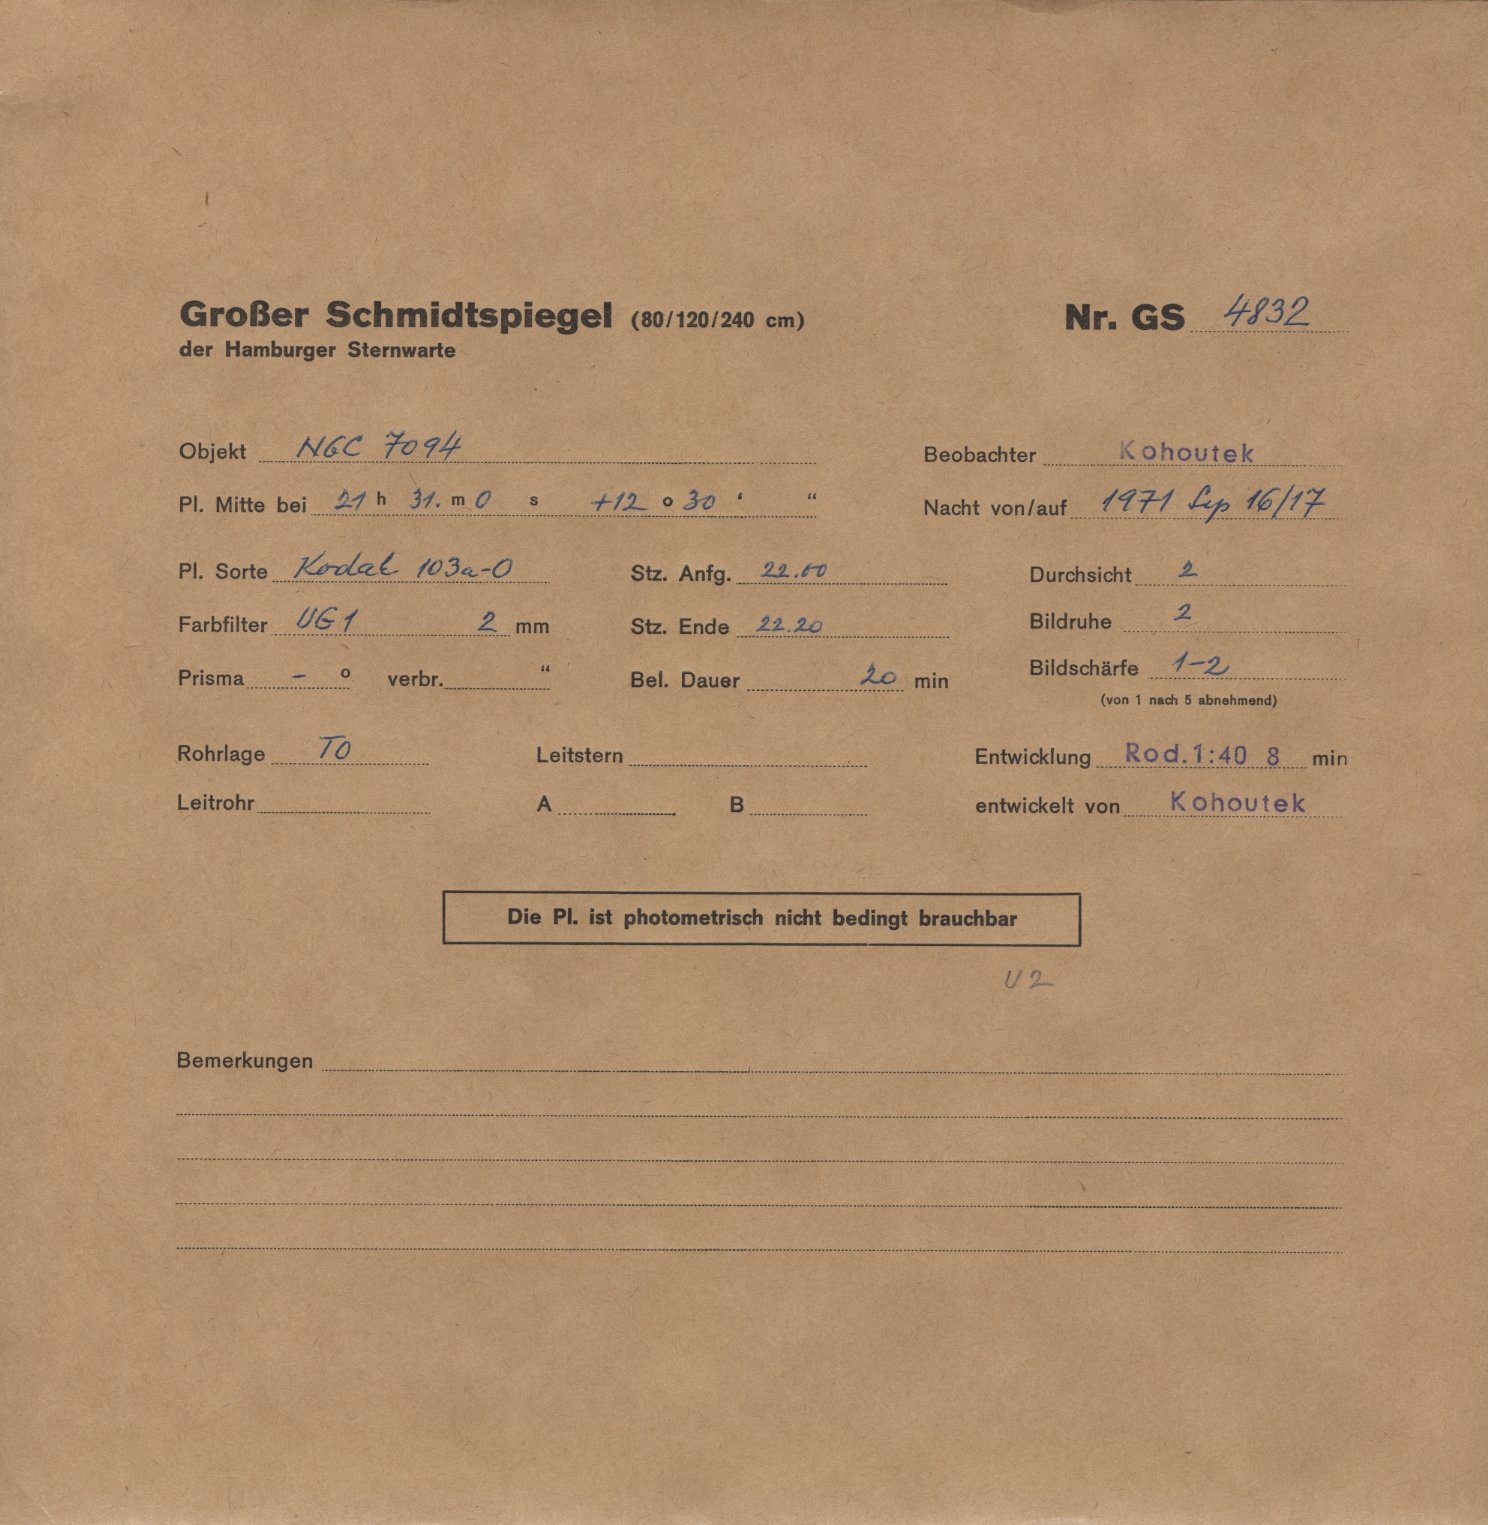 Großer Schmidtspiegel (80/120/240 cm) Nr. GS 4832
der Hamburger Sternwarte
Objekt NGC 7094 Beobachter Kohoutek
Pl. Mitte bei 21 h 31. m 0 s +12 o 30 ‘ “ Nacht von/auf 1971 Sep 16/17
Pl. Sorte Kodak 103a-O Stz. Anfg. 22.00 Durchsicht 2
Farbfilter UG1 2 mm Stz. Ende 22.20 Bildruhe 2
Prisma - o verbr. “ Bel. Dauer 20 min Bildschärfe 1-2
(von 1 nach 5 abnehmend)
Rohrlage TO Leitstern Entwicklung Rod.1:40 8 min
Leitrohr A B entwickelt von Kohoutek
Die Pl. ist photometrisch nicht bedingt brauchbar
U2
Bemerkungen